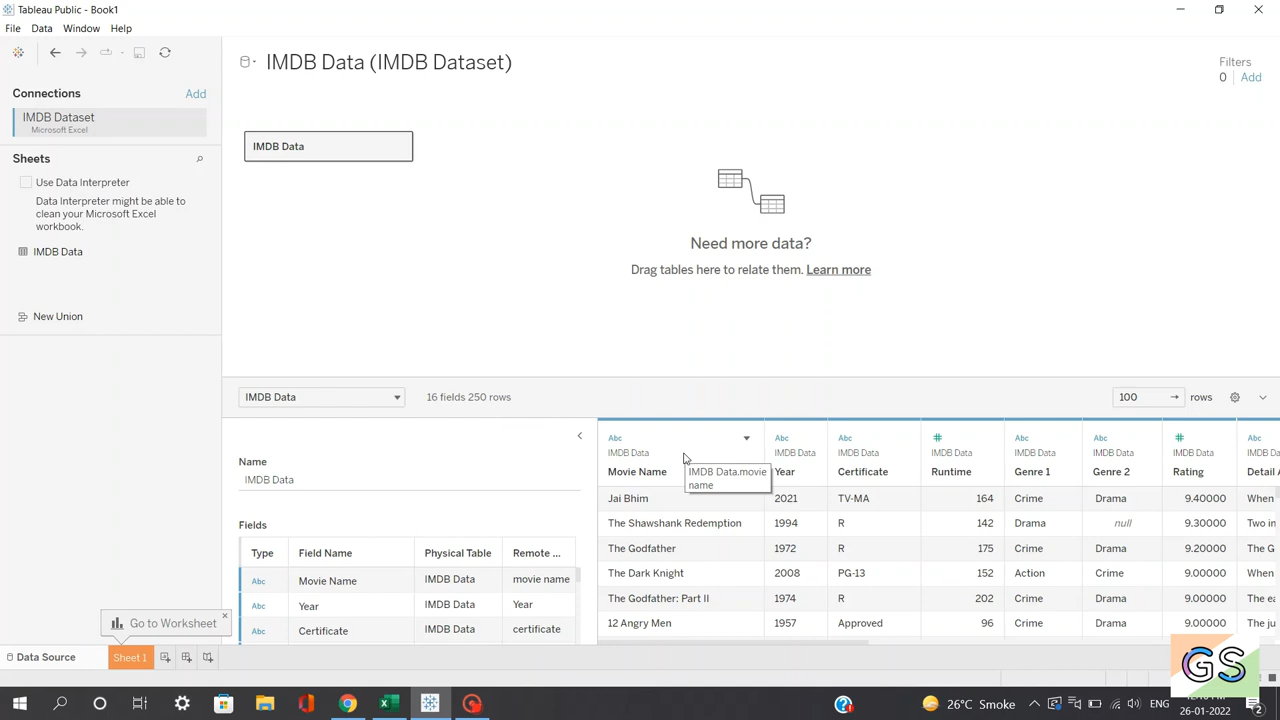 Tableau Public - Book1
File Data Window Help
IMDB Data (IMDB Dataset)
Filters
0 Add
Connections Add
IMDB Dataset
Microsoft Excel
Sheets
Use Data Interpreter
Data Interpreter might be able to
clean your Microsoft Excel
workbook.
IMDB Data
New Union
IMDB Data
Need more data?
Drag tables here to relate them. Learn more
IMDB Data 16 fields 250 rows 100 rows
Name
IMDB Data
Fields
Type Field Name Physical Table Remote ...
Abc Movie Name IMDB Data movie name
Abc Year IMDB Data Year
Abc Certificate IMDB Data certificate
Abc Abc Abc # Abc Abc # Abc
IMDB Data IMDB Data IMDB Data IMDB Data IMDB Data IMDB Data IMDB Data IMDB D
Movie Name Year Certificate Runtime Genre 1 Genre 2 Rating Detail A
IMDB Data.movie
name
Jai Bhim 2021 TV-MA 164 Crime Drama 9.40000 When
The Shawshank Redemption 1994 R 142 Drama null 9.30000 Two in
The Godfather 1972 R 175 Crime Drama 9.20000 The G
The Dark Knight 2008 PG-13 152 Action Crime 9.00000 When
The Godfather: Part II 1974 R 202 Crime Drama 9.00000 The ea
12 Angry Men 1957 Approved 96 Crime Drama 9.00000 The ju
Go to Worksheet
Data Source Sheet 1
GS
26°C Smoke ENG
26-01-2022 2